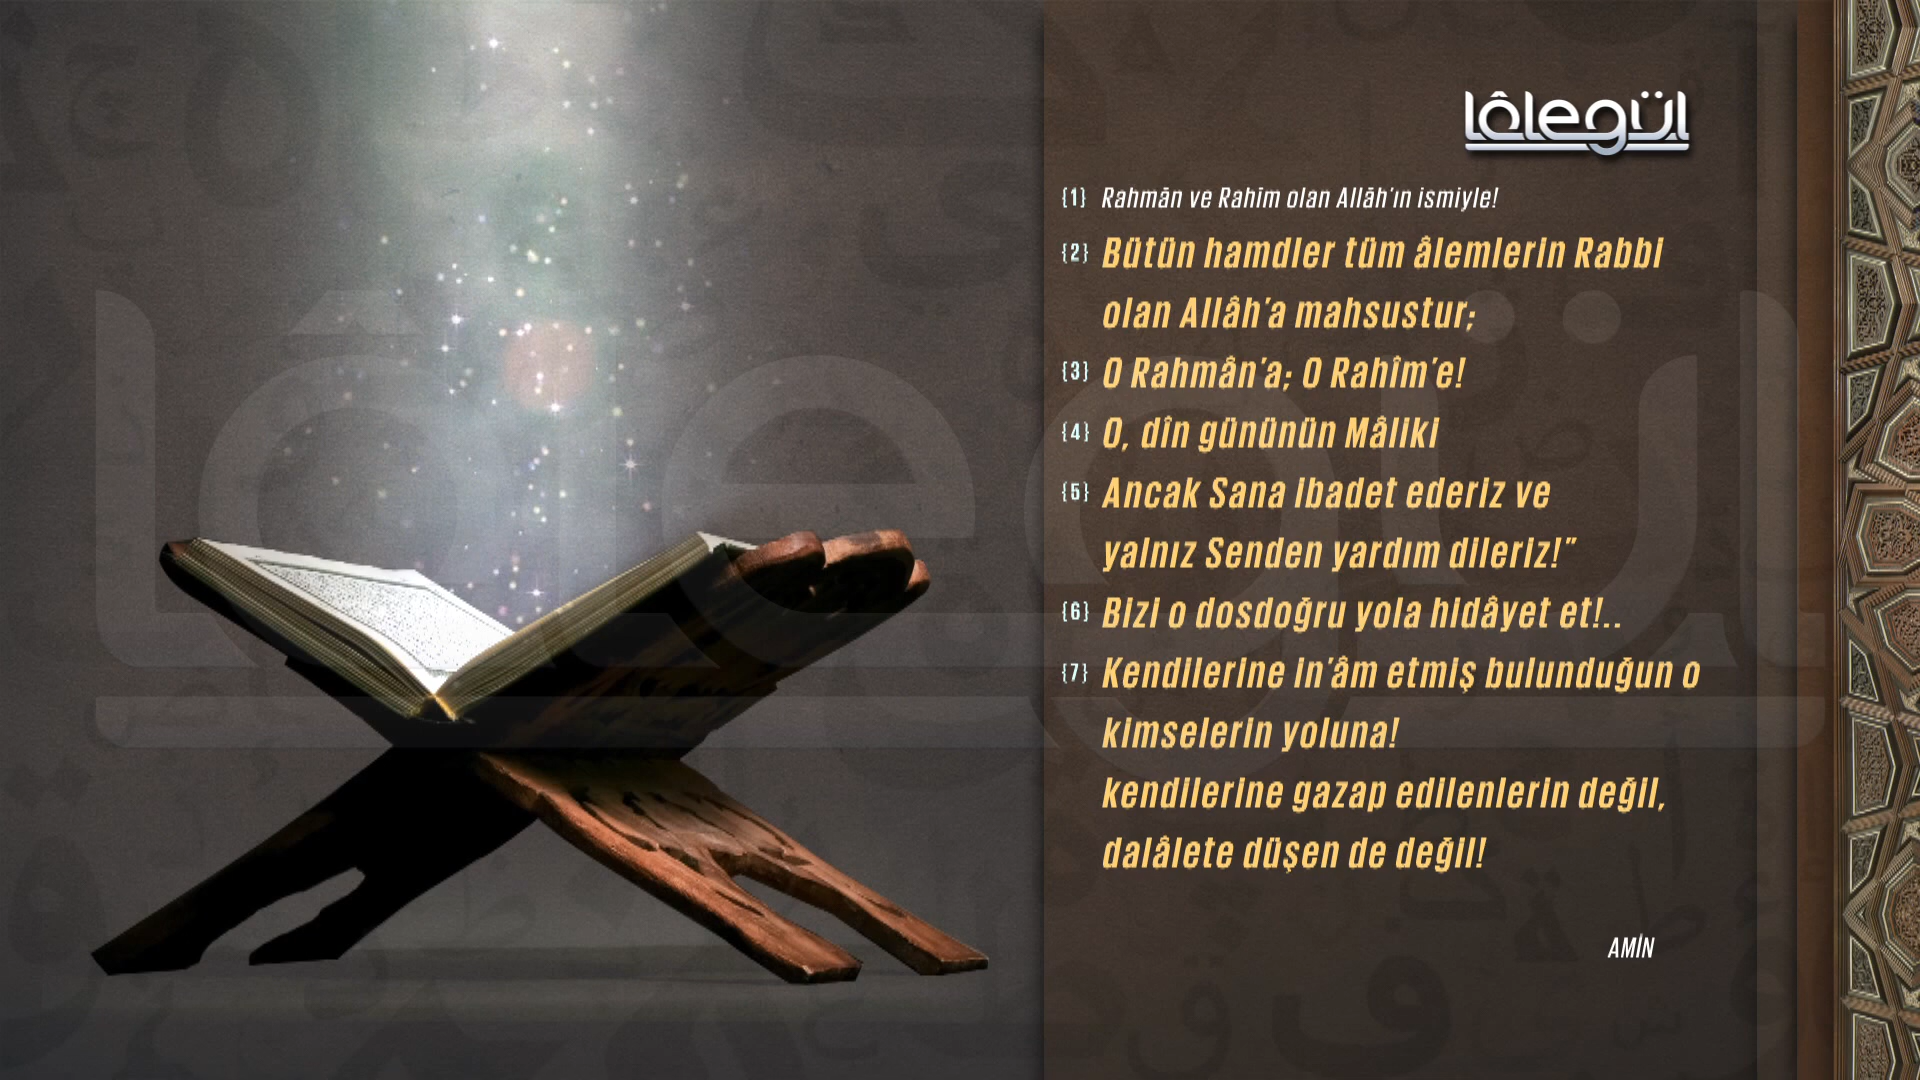 lâlegül
{1} Rahmân ve Rahîm olan Allâh'ın ismiyle!
{2} Bütün hamdler tüm âlemlerin Rabbi
olan Allâh'a mahsustur;
{3} O Rahmân'a; O Rahîm'e!
{4} O, dîn gününün Mâliki
{5} Ancak Sana ibadet ederiz ve
yalnız Senden yardım dileriz!"
{6} Bizi o dosdoğru yola hidâyet et!..
{7} Kendilerine in'âm etmiş bulunduğun o
kimselerin yoluna!
kendilerine gazap edilenlerin değil,
dalâlete düşen de değil!
AMİN